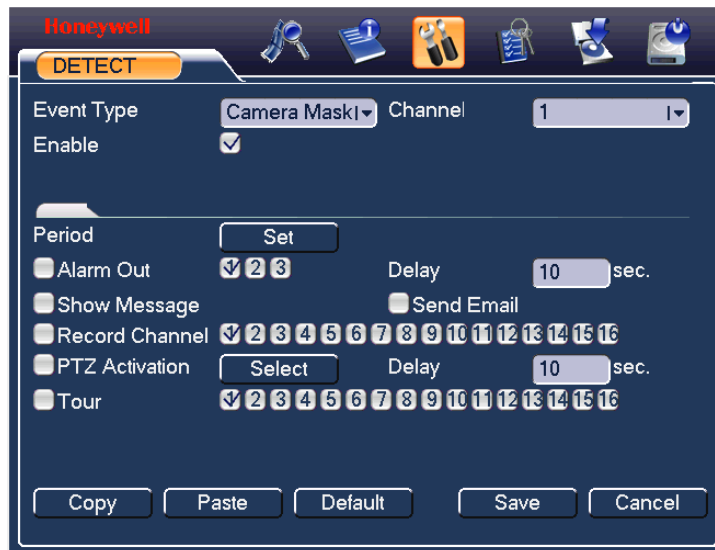 Honeywell
DETECT
Event Type Camera Mask Channel 1
Enable
Period Set
Alarm Out 1 2 3 Delay 10 sec.
Show Message Send Email
Record Channel 1 2 3 4 5 6 7 8 9 10 11 12 13 14 15 16
PTZ Activation Select Delay 10 sec.
Tour 1 2 3 4 5 6 7 8 9 10 11 12 13 14 15 16
Copy Paste Default Save Cancel